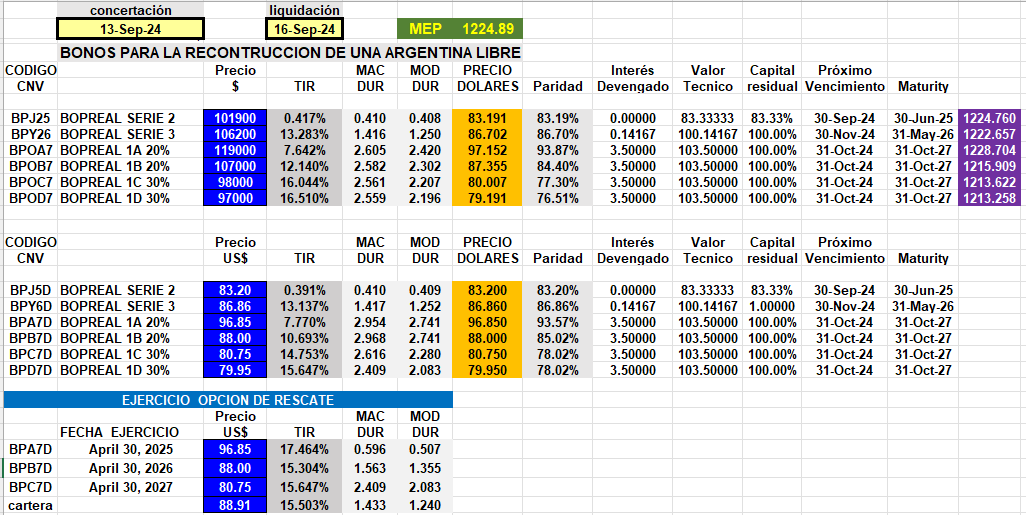 concertación liquidación
13-Sep-24 16-Sep-24 MEP 1224.89
BONOS PARA LA RECONTRUCCION DE UNA ARGENTINA LIBRE
CODIGO Precio MAC MOD PRECIO Interés Valor Capital Próximo
CNV $ TIR DUR DUR DOLARES Paridad Devengado Tecnico residual Vencimiento Maturity
BPJ25 BOPREAL SERIE 2 101900 0.417% 0.410 0.408 83.191 83.19% 0.00000 83.33333 83.33% 30-Sep-24 30-Jun-25 1224.760
BPY26 BOPREAL SERIE 3 106200 13.283% 1.416 1.250 86.702 86.70% 0.14167 100.14167 100.00% 30-Nov-24 31-May-26 1222.657
BPOA7 BOPREAL 1A 20% 119000 7.642% 2.605 2.420 97.152 93.87% 3.50000 103.50000 100.00% 31-Oct-24 31-Oct-27 1228.704
BPOB7 BOPREAL 1B 20% 107000 12.140% 2.582 2.302 87.355 84.40% 3.50000 103.50000 100.00% 31-Oct-24 31-Oct-27 1215.909
BPOC7 BOPREAL 1C 30% 98000 16.044% 2.561 2.207 80.007 77.30% 3.50000 103.50000 100.00% 31-Oct-24 31-Oct-27 1213.622
BPOD7 BOPREAL 1D 30% 97000 16.510% 2.559 2.196 79.191 76.51% 3.50000 103.50000 100.00% 31-Oct-24 31-Oct-27 1213.258
CODIGO Precio MAC MOD PRECIO Interés Valor Capital Próximo
CNV US$ TIR DUR DUR DOLARES Paridad Devengado Tecnico residual Vencimiento Maturity
BPJ5D BOPREAL SERIE 2 83.20 0.391% 0.410 0.409 83.200 83.20% 0.00000 83.33333 83.33% 30-Sep-24 30-Jun-25
BPY6D BOPREAL SERIE 3 86.86 13.137% 1.417 1.252 86.860 86.86% 0.14167 100.14167 1.00000 30-Nov-24 31-May-26
BPA7D BOPREAL 1A 20% 96.85 7.770% 2.954 2.741 96.850 93.57% 3.50000 103.50000 100.00% 31-Oct-24 31-Oct-27
BPB7D BOPREAL 1B 20% 88.00 10.693% 2.968 2.741 88.000 85.02% 3.50000 103.50000 100.00% 31-Oct-24 31-Oct-27
BPC7D BOPREAL 1C 30% 80.75 14.753% 2.616 2.280 80.750 78.02% 3.50000 103.50000 100.00% 31-Oct-24 31-Oct-27
BPD7D BOPREAL 1D 30% 79.95 15.647% 2.409 2.083 79.950 78.02% 3.50000 103.50000 100.00% 31-Oct-24 31-Oct-27
EJERCICIO OPCION DE RESCATE
Precio MAC MOD
FECHA EJERCICIO US$ TIR DUR DUR
BPA7D April 30, 2025 96.85 17.464% 0.596 0.507
BPB7D April 30, 2026 88.00 15.304% 1.563 1.355
BPC7D April 30, 2027 80.75 15.647% 2.409 2.083
cartera 88.91 15.503% 1.433 1.240